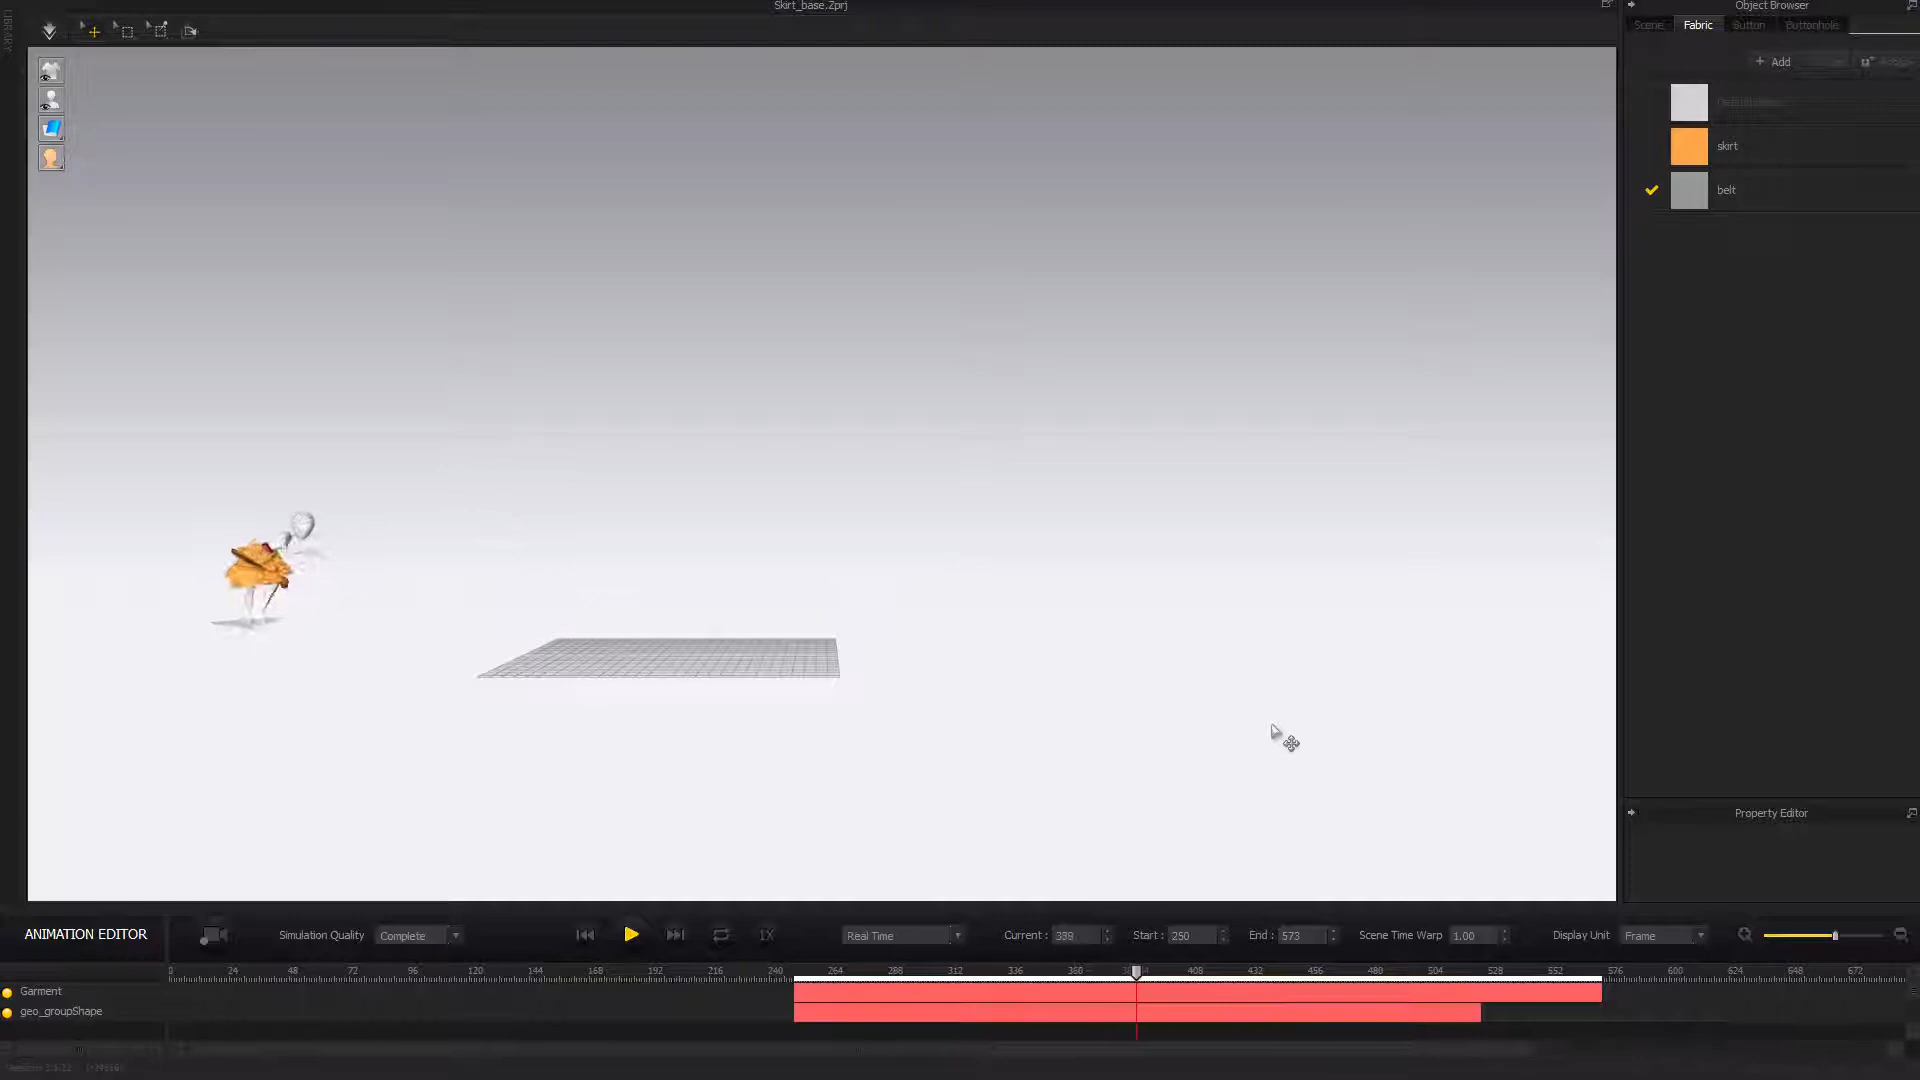 Skirt_base.Zprj
Object Browser
LIBRARY
Scene
Fabric
Button
Buttonhole
+ Add
skirt
belt
Property Editor
ANIMATION EDITOR
Simulation Quality
Complete
1X
Real Time
Current :
Start : 250
End : 573
Scene Time Warp 1.00
Display Unit
Frame
0 24 48 72 96 120 144 168 192 216 240 264 288 312 336 360 408 432 456 480 504 528 552 576 600 624 648 672
Garment
geo_groupShape